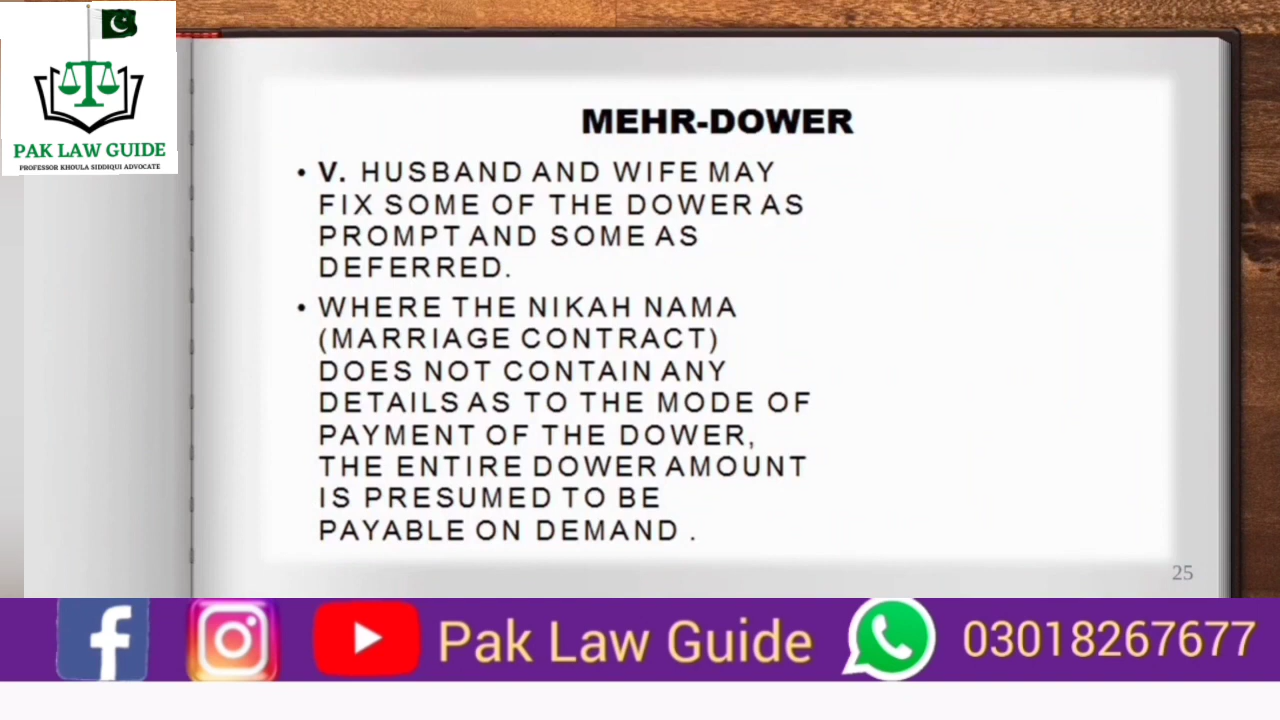 PAK LAW GUIDE
PROFESSOR KHOULA SIDDIQUI ADVOCATE
MEHR-DOWER
• V. HUSBAND AND WIFE MAY
FIX SOME OF THE DOWER AS
PROMPT AND SOME AS
DEFERRED.
• WHERE THE NIKAH NAMA
(MARRIAGE CONTRACT)
DOES NOT CONTAIN ANY
DETAILS AS TO THE MODE OF
PAYMENT OF THE DOWER,
THE ENTIRE DOWER AMOUNT
IS PRESUMED TO BE
PAYABLE ON DEMAND .
25
Pak Law Guide 03018267677